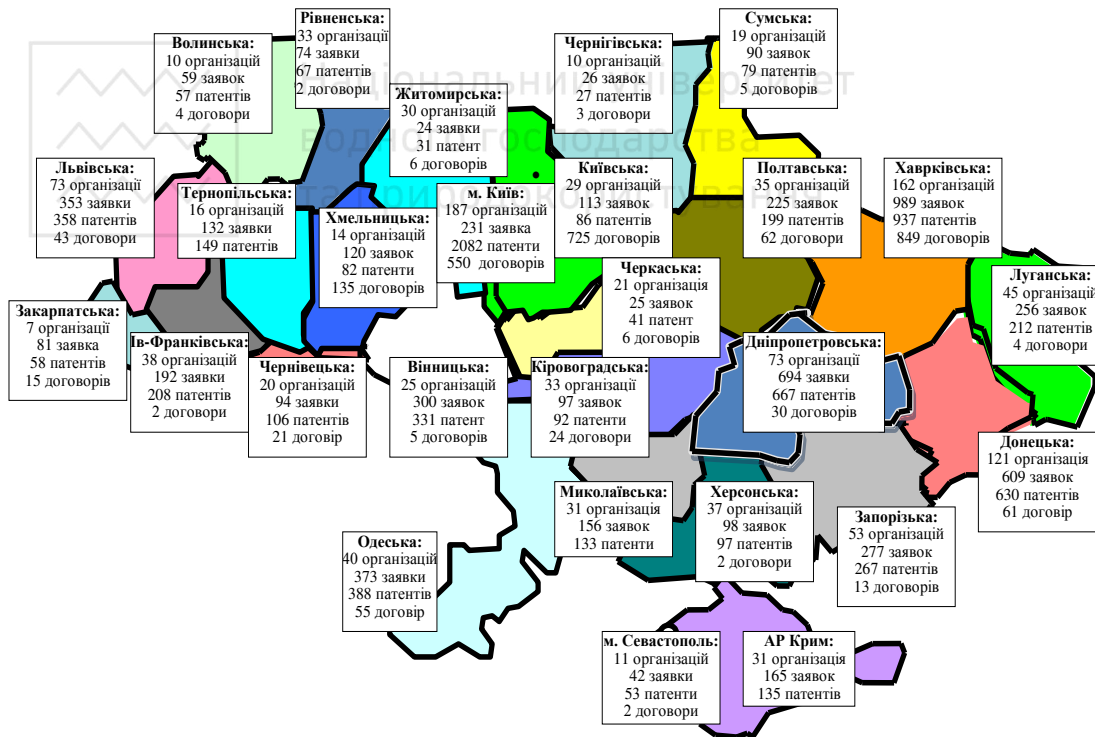 Рівненська:
33 організації
74 заявки
67 патентів
2 договори
Сумська:
19 організацій
90 заявок
79 патентів
5 договорів
Волинська:
10 організацій
59 заявок
57 патентів
4 договори
Чернігівська:
10 організацій
26 заявок
27 патентів
3 договори
Національний університет
водного господарства
та природокористування
Житомирська:
30 організацій
24 заявки
31 патент
6 договорів
Львівська:
73 організації
353 заявки
358 патентів
43 договори
Тернопільська:
16 організацій
132 заявки
149 патентів
Хмельницька:
14 організацій
120 заявок
82 патенти
135 договорів
м. Київ:
187 організацій
231 заявка
2082 патенти
550 договорів
Київська:
29 організацій
113 заявок
86 патентів
725 договорів
Полтавська:
35 організацій
225 заявок
199 патентів
62 договори
Хаврківська:
162 організації
989 заявок
937 патентів
849 договорів
Черкаська:
21 організація
25 заявок
41 патент
6 договорів
Луганська:
45 організацій
256 заявок
212 патентів
4 договори
Закарпатська:
7 організації
81 заявка
58 патентів
15 договорів
Ів-Франківська:
38 організацій
192 заявки
208 патентів
2 договори
Чернівецька:
20 організацій
94 заявки
106 патентів
21 договір
Вінницька:
25 організацій
300 заявок
331 патент
5 договорів
Кіровоградська:
33 організації
97 заявок
92 патенти
24 договори
Дніпропетровська:
73 організації
694 заявки
667 патентів
30 договорів
Донецька:
121 організація
609 заявок
630 патентів
61 договір
Миколаївська:
31 організація
156 заявок
133 патенти
Херсонська:
37 організацій
98 заявок
97 патентів
2 договори
Запорізька:
53 організації
277 заявок
267 патентів
13 договорів
Одеська:
40 організацій
373 заявки
388 патентів
55 договір
м. Севастополь:
11 організацій
42 заявки
53 патенти
2 договори
АР Крим:
31 організація
165 заявок
135 патентів